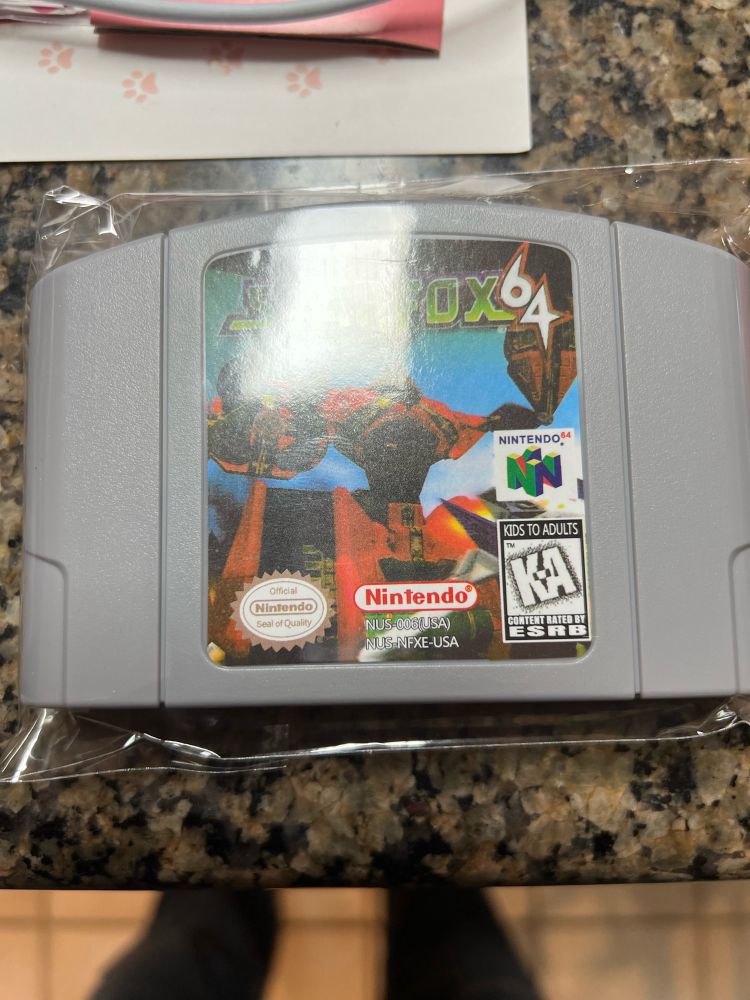 FOX 64
NINTENDO 64
KIDS TO ADULTS
TM
K-A
CONTENT RATED BY
ESRB
Official
Nintendo
Seal of Quality
Nintendo®
NUS-006(USA)
NUS-NFXE-USA